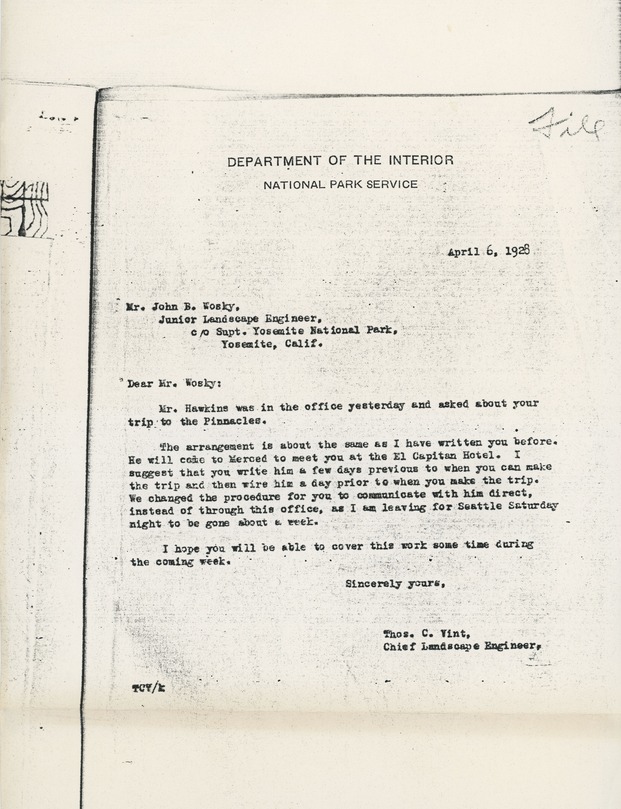 File
DEPARTMENT OF THE INTERIOR
NATIONAL PARK SERVICE
April 6, 1928
Mr. John B. Wosky,
Junior Landscape Engineer,
c/o Supt. Yosemite National Park,
Yosemite, Calif.
Dear Mr. Wosky:
Mr. Hawkins was in the office yesterday and asked about your
trip to the Pinnacles.
The arrangement is about the same as I have written you before.
He will come to Merced to meet you at the El Capitan Hotel. I
suggest that you write him a few days previous to when you can make
the trip and then wire him a day prior to when you make the trip.
We changed the procedure for you to communicate with him direct,
instead of through this office, as I am leaving for Seattle Saturday
night to be gone about a week.
I hope you will be able to cover this work some time during
the coming week.
Sincerely yours,
Thos. C. Vint,
Chief Landscape Engineer,
TCV/k